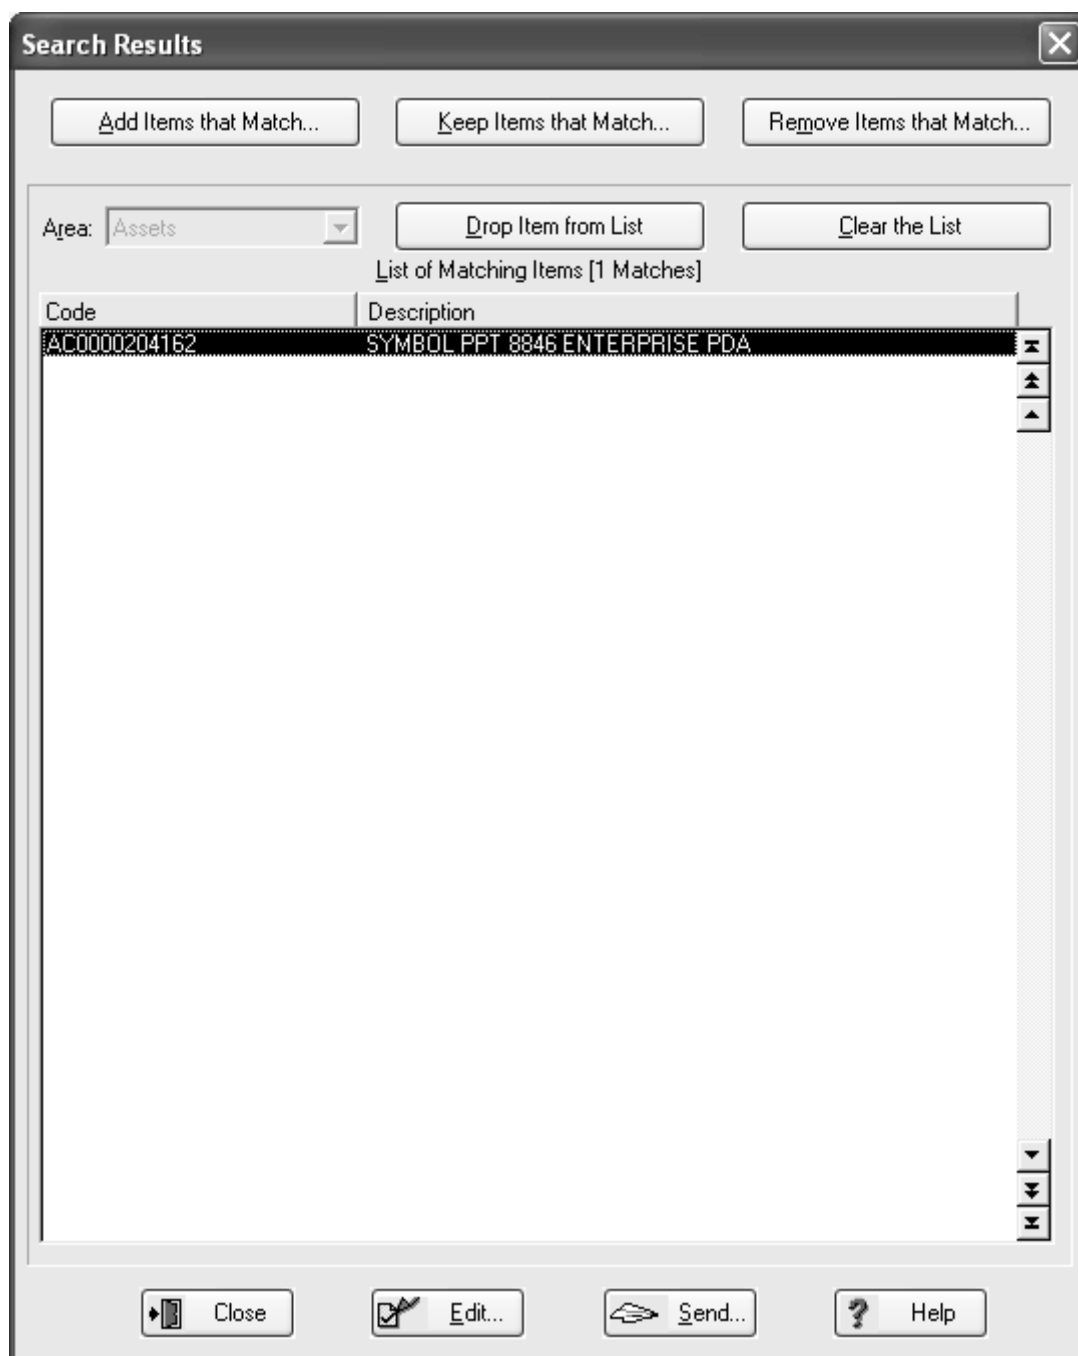 Search Results
Add Items that Match... Keep Items that Match... Remove Items that Match...
Area: Assets Drop Item from List Clear the List
List of Matching Items [1 Matches]
Code Description
AC0000204162 SYMBOL PPT 8846 ENTERPRISE PDA
Close Edit... Send... ? Help